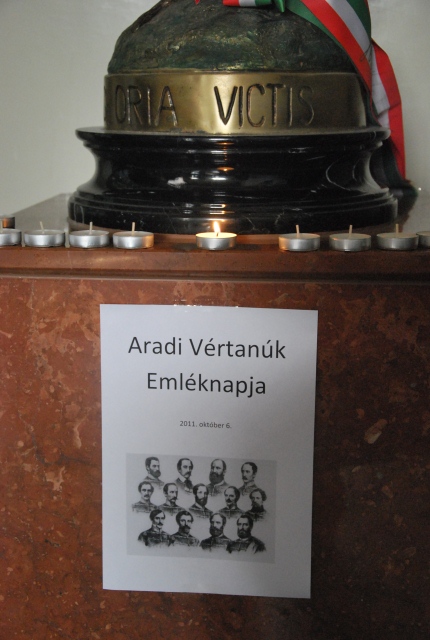 ORIA VICTIS
Aradi Vértanúk
Emléknapja
2011. október 6.